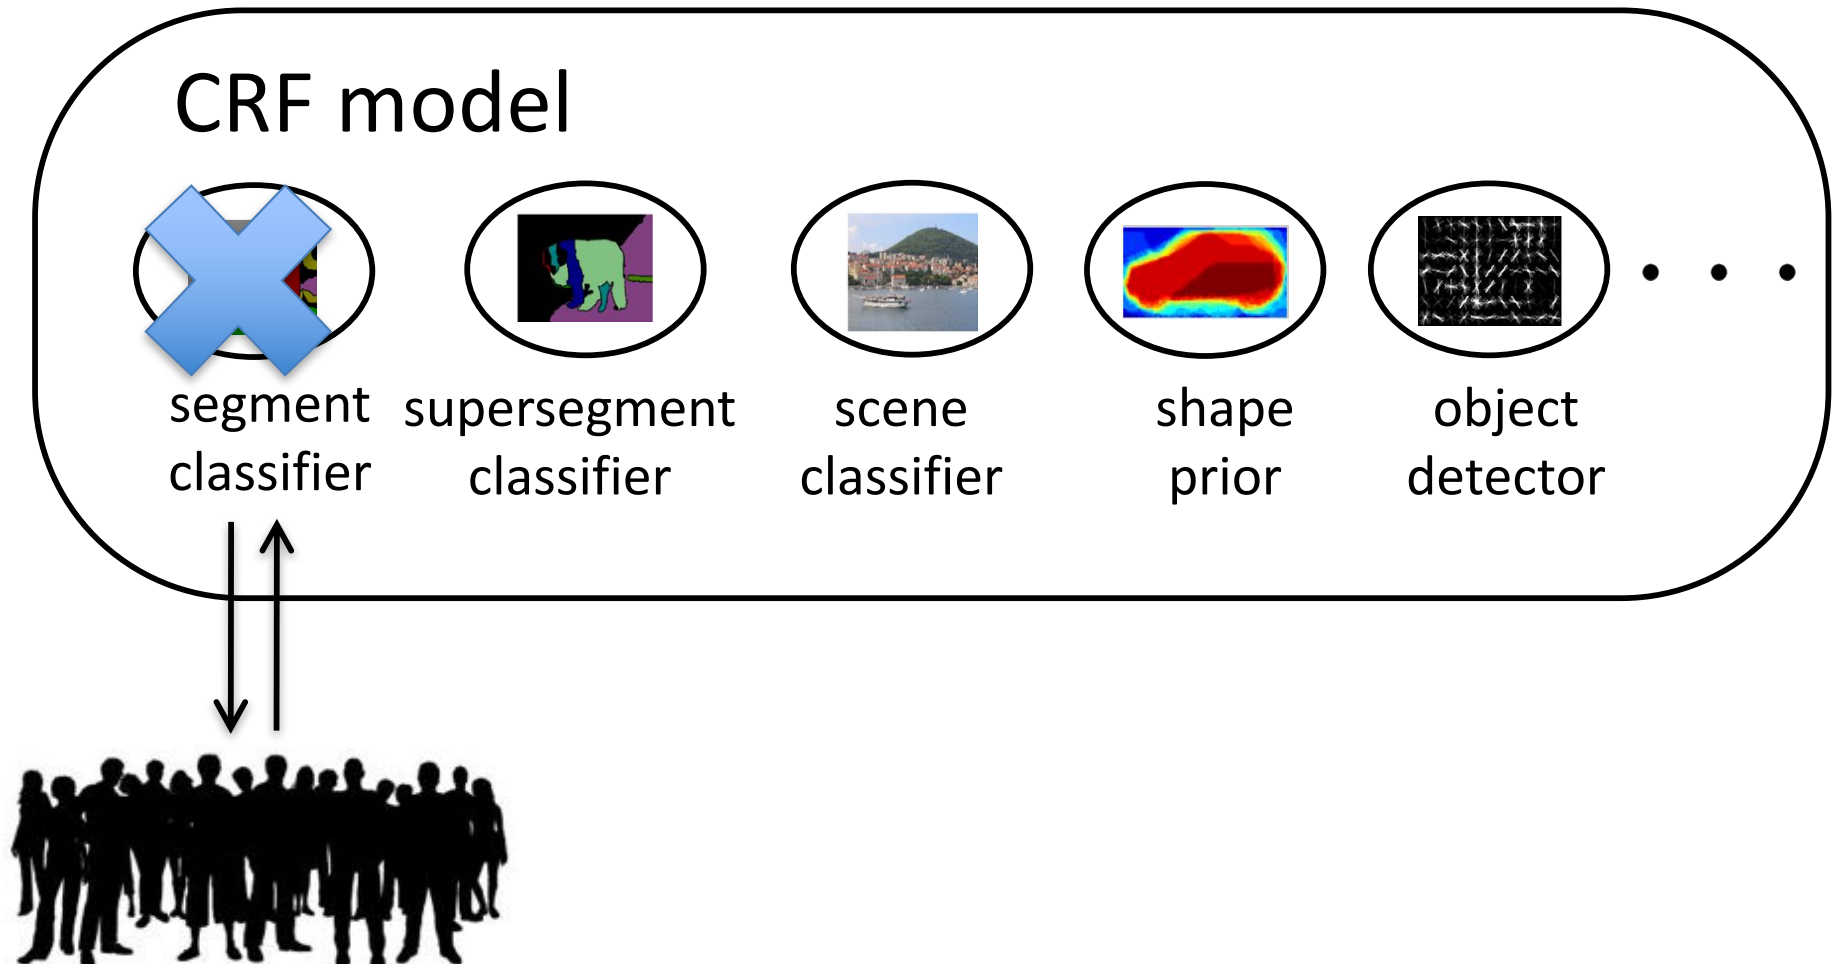 CRF model
segment
classifier
supersegment
classifier
scene
classifier
shape
prior
object
detector